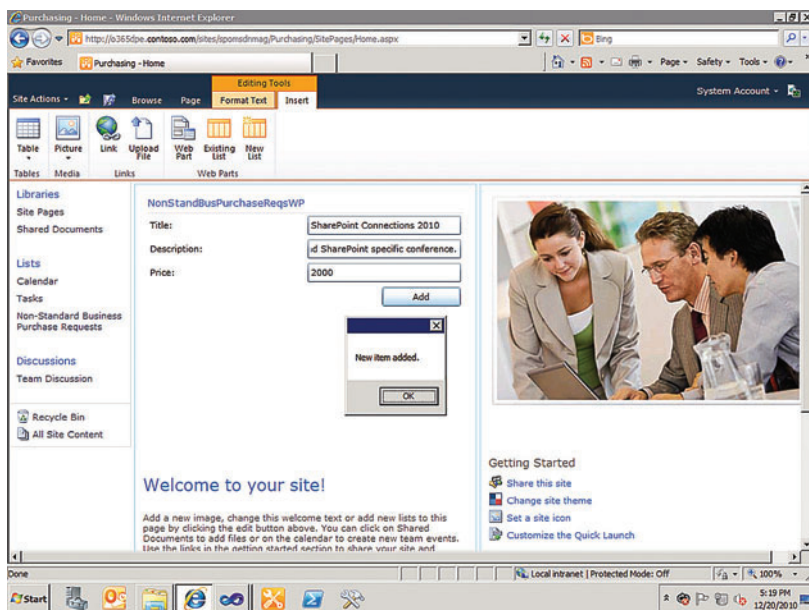 Purchasing - Home - Windows Internet Explorer
http://o365dpe.contoso.com/sites/spomsdnmag/Purchasing/SitePages/Home.aspx
Bing
Favorites
Purchasing - Home
Page
Safety
Tools
Editing Tools
Site Actions
Browse
Page
Format Text
Insert
System Account
Table
Picture
Link
Upload File
Web Part
Existing List
New List
Tables
Media
Links
Web Parts
Libraries
Site Pages
Shared Documents
Lists
Calendar
Tasks
Non-Standard Business
Purchase Requests
Discussions
Team Discussion
Recycle Bin
All Site Content
NonStandBusPurchaseReqsWP
Title:
SharePoint Connections 2010
Description:
d SharePoint specific conference.
Price:
2000
Add
New item added.
OK
Welcome to your site!
Add a new image, change this welcome text or add new lists to this
page by clicking the edit button above. You can click on Shared
Documents to add files or on the calendar to create new team events.
Use the links in the getting started section to share your site and
Getting Started
Share this site
Change site theme
Set a site icon
Customize the Quick Launch
Done
Local intranet | Protected Mode: Off
100%
Start
5:19 PM
12/20/2010